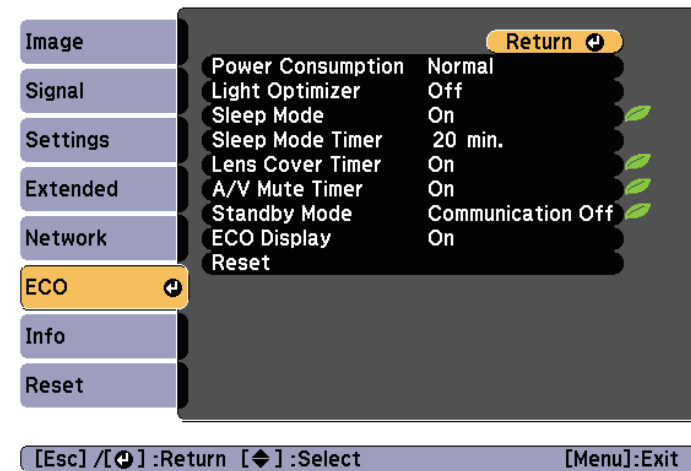 Image
Signal
Settings
Extended
Network
ECO
Info
Reset
Return
Power Consumption Normal
Light Optimizer Off
Sleep Mode On
Sleep Mode Timer 20 min.
Lens Cover Timer On
A/V Mute Timer On
Standby Mode Communication Off
ECO Display On
Reset
[Esc] /[⏎] :Return [◆] :Select [Menu]:Exit